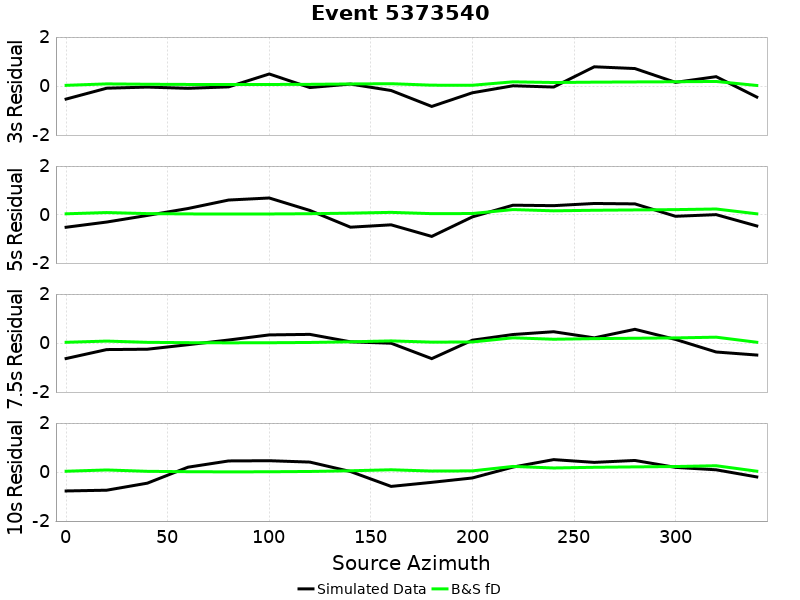 Event 5373540
2
0
-2
3s Residual
2
0
-2
5s Residual
2
0
-2
7.5s Residual
2
0
-2
10s Residual
0 50 100 150 200 250 300
Source Azimuth
Simulated Data B&S fD